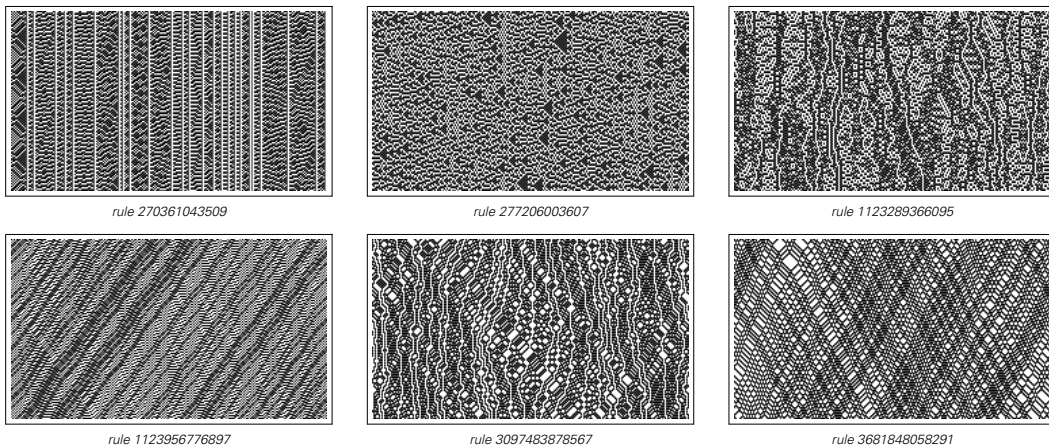 rule 270361043509
rule 277206003607
rule 1123289366095
rule 1123956776897
rule 3097483878567
rule 3681848058291